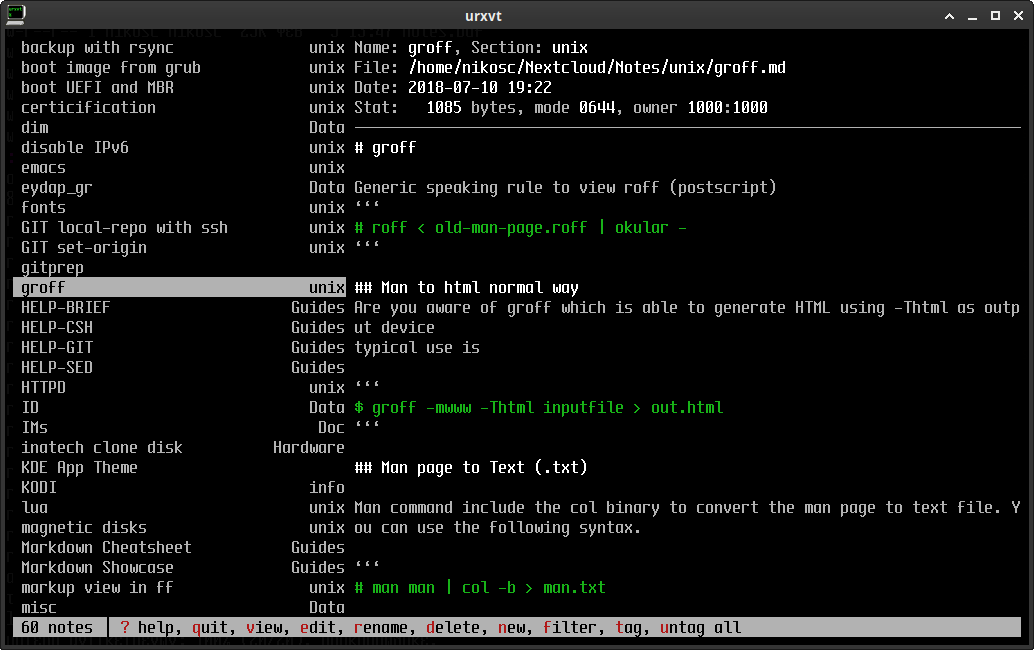 urxvt
backup with rsync unix
boot image from grub unix
boot UEFI and MBR unix
certicification unix
dim Data
disable IPv6 unix
emacs unix
eydap_gr Data
fonts unix
GIT local-repo with ssh unix
GIT set-origin unix
gitprep
groff unix
HELP-BRIEF Guides
HELP-CSH Guides
HELP-GIT Guides
HELP-SED Guides
HTTPD unix
ID Data
IMs Doc
inatech clone disk Hardware
KDE App Theme
KODI info
lua unix
magnetic disks unix
Markdown Cheatsheet Guides
Markdown Showcase Guides
markup view in ff unix
misc Data
Name: groff, Section: unix
File: /home/nikosc/Nextcloud/Notes/unix/groff.md
Date: 2018-07-10 19:22
Stat: 1085 bytes, mode 0644, owner 1000:1000
# groff
Generic speaking rule to view roff (postscript)
```
# roff < old-man-page.roff | okular -
```
## Man to html normal way
Are you aware of groff which is able to generate HTML using -Thtml as outp
ut device
typical use is
```
$ groff -mwww -Thtml inputfile > out.html
```
## Man page to Text (.txt)
Man command include the col binary to convert the man page to text file. Y
ou can use the following syntax.
```
# man man | col -b > man.txt
60 notes | ? help, quit, view, edit, rename, delete, new, filter, tag, untag all